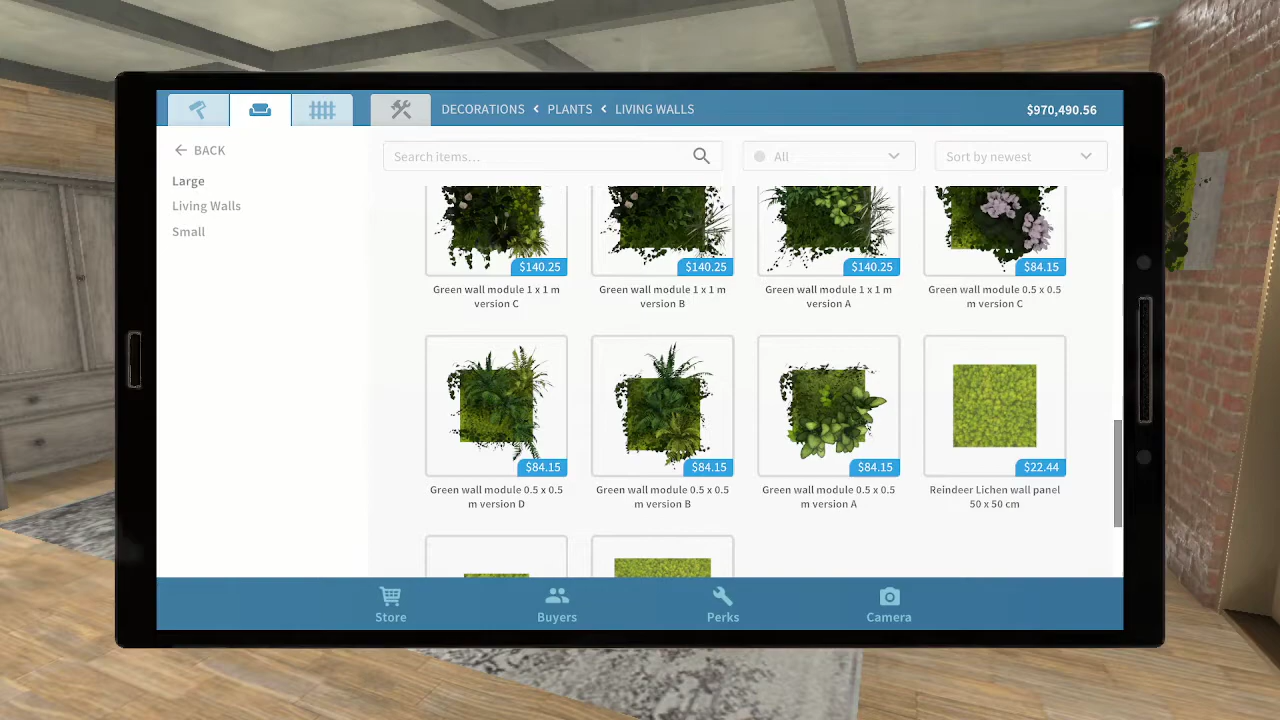 DECORATIONS < PLANTS < LIVING WALLS
$970,490.56
BACK
Search items...
All
Sort by newest
Large
Living Walls
Small
$140.25
$140.25
$140.25
$84.15
Green wall module 1 x 1 m
version C
Green wall module 1 x 1 m
version B
Green wall module 1 x 1 m
version A
Green wall module 0.5 x 0.5
m version C
$84.15
$84.15
$84.15
$22.44
Green wall module 0.5 x 0.5
m version D
Green wall module 0.5 x 0.5
m version B
Green wall module 0.5 x 0.5
m version A
Reindeer Lichen wall panel
50 x 50 cm
Store
Buyers
Perks
Camera